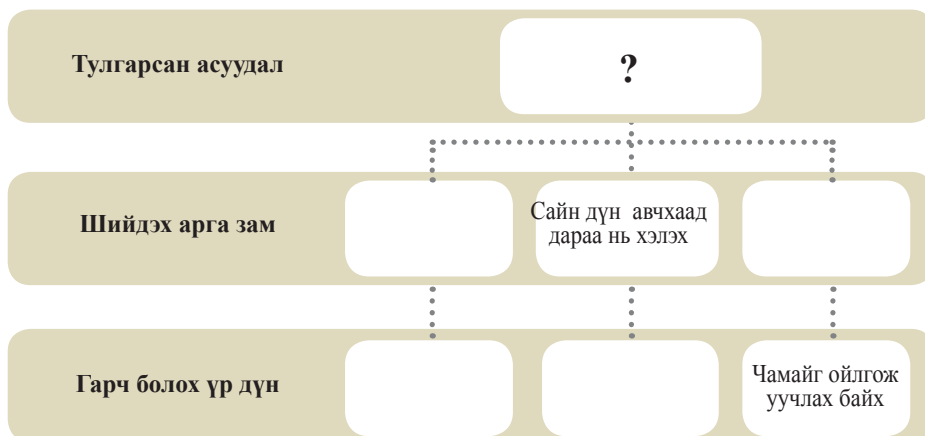 Тулгарсан асуудал
?
Шийдэх арга зам
Сайн дүн авчхаад
дараа нь хэлэх
Гарч болох үр дүн
Чамайг ойлгож
уучлах байх